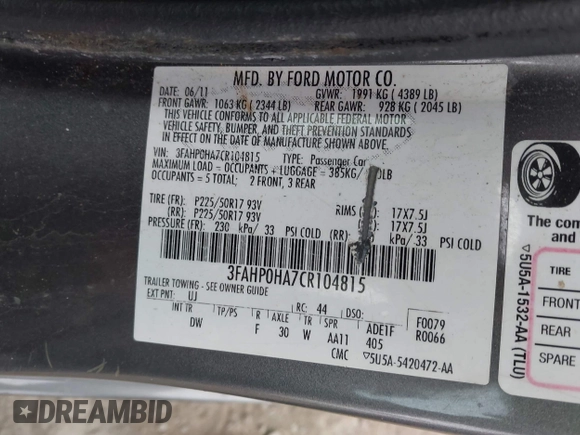 MFD. BY FORD MOTOR CO.
DATE: 06/11 GVWR: 1991 KG ( 4389 LB)
FRONT GAWR: 1063 KG ( 2344 LB) REAR GAWR: 928 KG ( 2045 LB)
THIS VEHICLE CONFORMS TO ALL APPLICABLE FEDERAL MOTOR
VEHICLE SAFETY, BUMPER, AND THEFT PREVENTION STANDARDS
IN EFFECT ON THE DATE OF MANUFACTURE SHOWN ABOVE.
VIN: 3FAHP0HA7CR104815 TYPE: Passenger Car
MAXIMUM LOAD = OCCUPANTS + LUGGAGE = 385KG/ LB
OCCUPANTS = 5 TOTAL; 2 FRONT, 3 REAR
TIRE (FR): P225/50R17 93V RIMS 17X7.5J
(RR): P225/50R17 93V 17X7.5J
PRESSURE (FR): 230 kPa/ 33 PSI COLD (RR): kPa/ 33 PSI COLD
3FAHP0HA7CR104815
TRAILER TOWING - SEE OWNER GUIDE
EXT PNT: UJ RC: 44 DSO: F0079
INT TR TP/PS R AXLE TR SPR ADE1F R0066
DW F 30 W AA11 405
CMC ▽5U5A-5420472-AA
▽5U5A-1532-AA (TLU)
The con
TIRE
FRONT
REAR
SPARE
DREAMBID